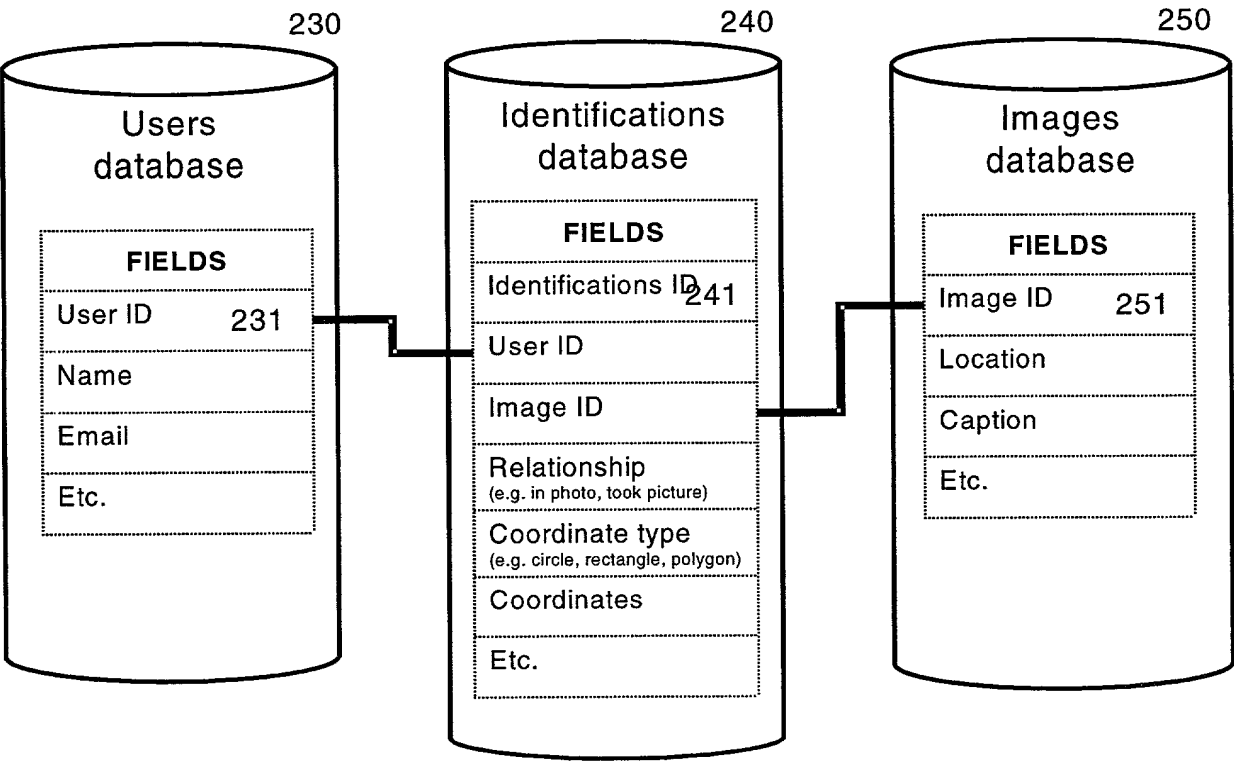 230
Users
database
FIELDS
User ID 231
Name
Email
Etc.
240
Identifications
database
FIELDS
Identifications ID 241
User ID
Image ID
Relationship
(e.g. in photo, took picture)
Coordinate type
(e.g. circle, rectangle, polygon)
Coordinates
Etc.
250
Images
database
FIELDS
Image ID 251
Location
Caption
Etc.